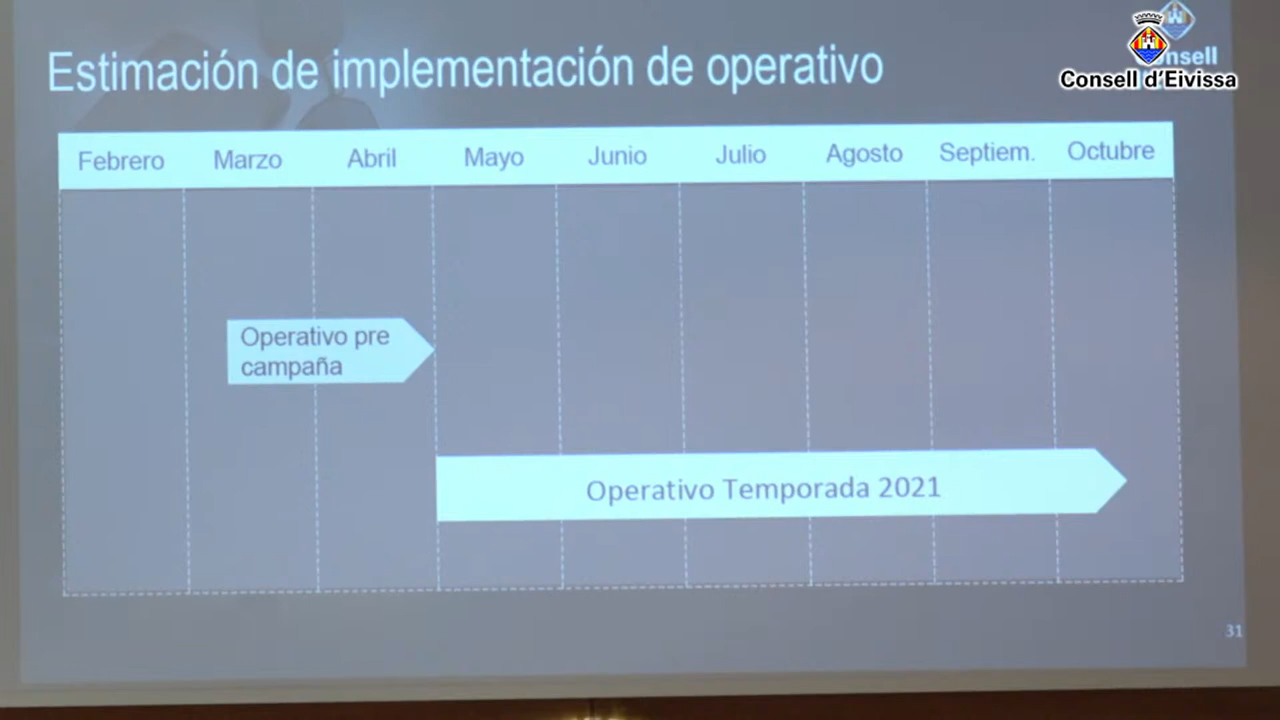 Estimación de implementación de operativo
nsell
Consell d'Eivissa
Febrero Marzo Abril Mayo Junio Julio Agosto Septiem. Octubre
Operativo pre
campaña
Operativo Temporada 2021
31